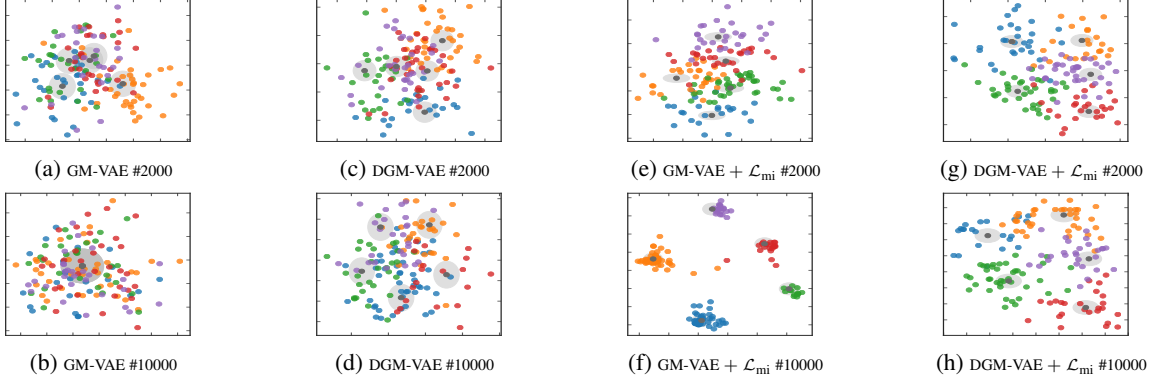 (a) GM-VAE #2000
(c) DGM-VAE #2000
(e) GM-VAE + ℒmi #2000
(g) DGM-VAE + ℒmi #2000
(b) GM-VAE #10000
(d) DGM-VAE #10000
(f) GM-VAE + ℒmi #10000
(h) DGM-VAE + ℒmi #10000